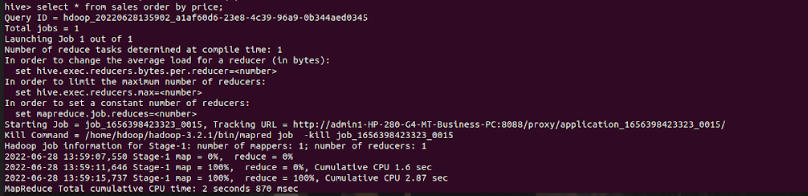 hive> select * from sales order by price;
Query ID = hdoop_20220628135902_a1af60d6-23e8-4c39-96a9-0b344aed0345
Total jobs = 1
Launching Job 1 out of 1
Number of reduce tasks determined at compile time: 1
In order to change the average load for a reducer (in bytes):
  set hive.exec.reducers.bytes.per.reducer=<number>
In order to limit the maximum number of reducers:
  set hive.exec.reducers.max=<number>
In order to set a constant number of reducers:
  set mapreduce.job.reduces=<number>
Starting Job = job_1656398423323_0015, Tracking URL = http://admin1-HP-280-G4-MT-Business-PC:8088/proxy/application_1656398423323_0015/
Kill Command = /home/hdoop/hadoop-3.2.1/bin/mapred job  -kill job_1656398423323_0015
Hadoop job information for Stage-1: number of mappers: 1; number of reducers: 1
2022-06-28 13:59:07,550 Stage-1 map = 0%,  reduce = 0%
2022-06-28 13:59:11,646 Stage-1 map = 100%,  reduce = 0%, Cumulative CPU 1.6 sec
2022-06-28 13:59:15,737 Stage-1 map = 100%,  reduce = 100%, Cumulative CPU 2.87 sec
MapReduce Total cumulative CPU time: 2 seconds 870 msec